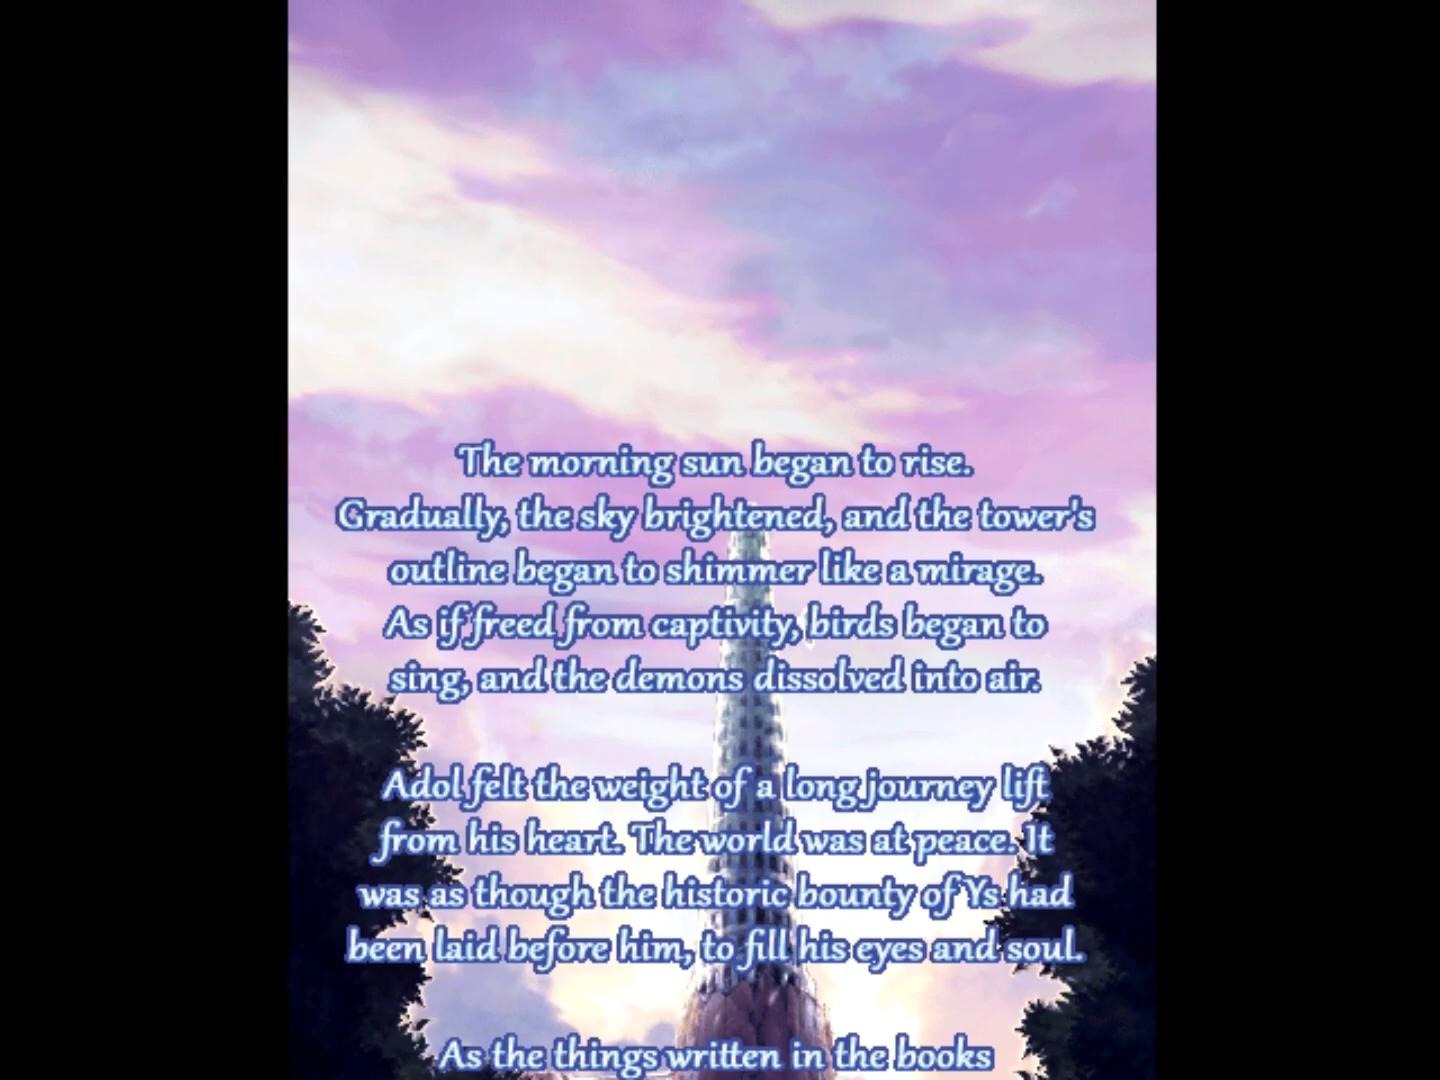 The morning sun began to rise.
Gradually, the sky brightened, and the tower's
outline began to shimmer like a mirage.
As if freed from captivity, birds began to
sing, and the demons dissolved into air.
Adol felt the weight of a long journey lift
from his heart. The world was at peace. It
was as though the historic bounty of Ys had
been laid before him, to fill his eyes and soul.
As the things written in the books